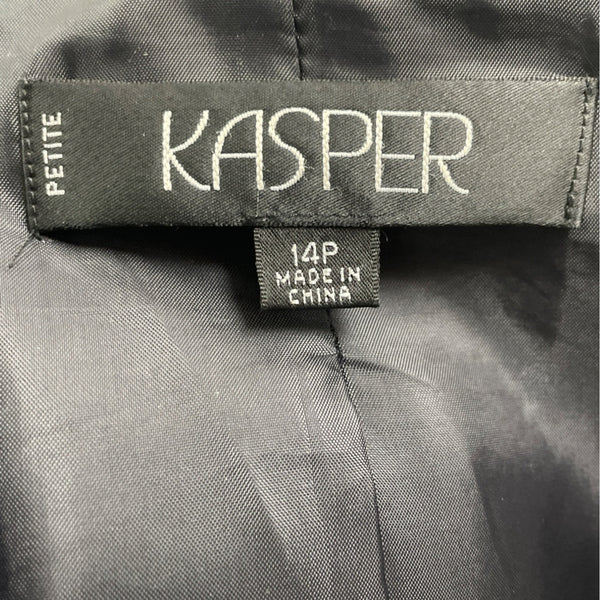 PETITE
KASPER
14P
MADE IN
CHINA